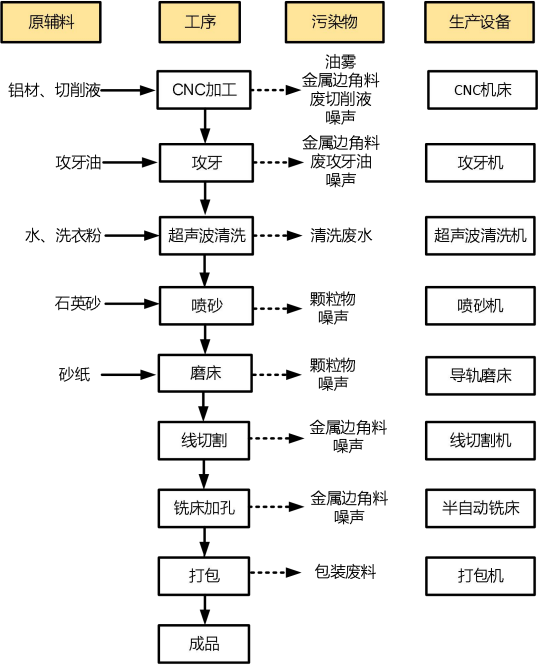 原辅料
工序
污染物
生产设备
铝材、切削液
CNC加工
油雾
金属边角料
废切削液
噪声
CNC机床
攻牙油
攻牙
金属边角料
废攻牙油
噪声
攻牙机
水、洗衣粉
超声波清洗
清洗废水
超声波清洗机
石英砂
喷砂
颗粒物
噪声
喷砂机
砂纸
磨床
颗粒物
噪声
导轨磨床
线切割
金属边角料
噪声
线切割机
铣床加孔
金属边角料
噪声
半自动铣床
打包
包装废料
打包机
成品